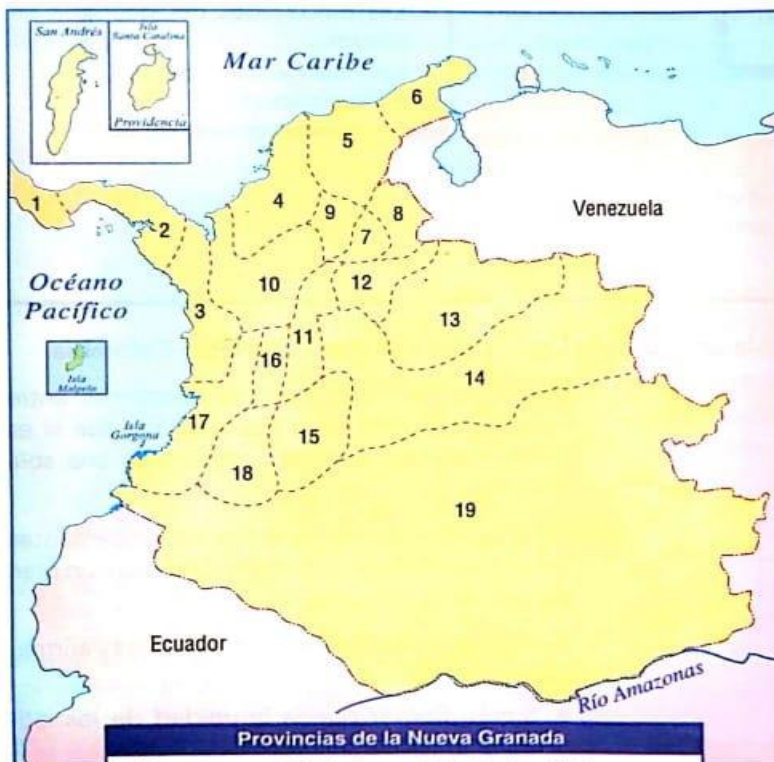 San Andrés
Isla
Santa Catalina
Providencia
Mar Caribe
6
5
1
4
2
9
8
7
Venezuela
Océano
Pacífico
10
12
3
13
11
16
14
Isla
Malpelo
Isla
Gorgona
17
15
18
19
Ecuador
Río Amazonas
Provincias de la Nueva Granada